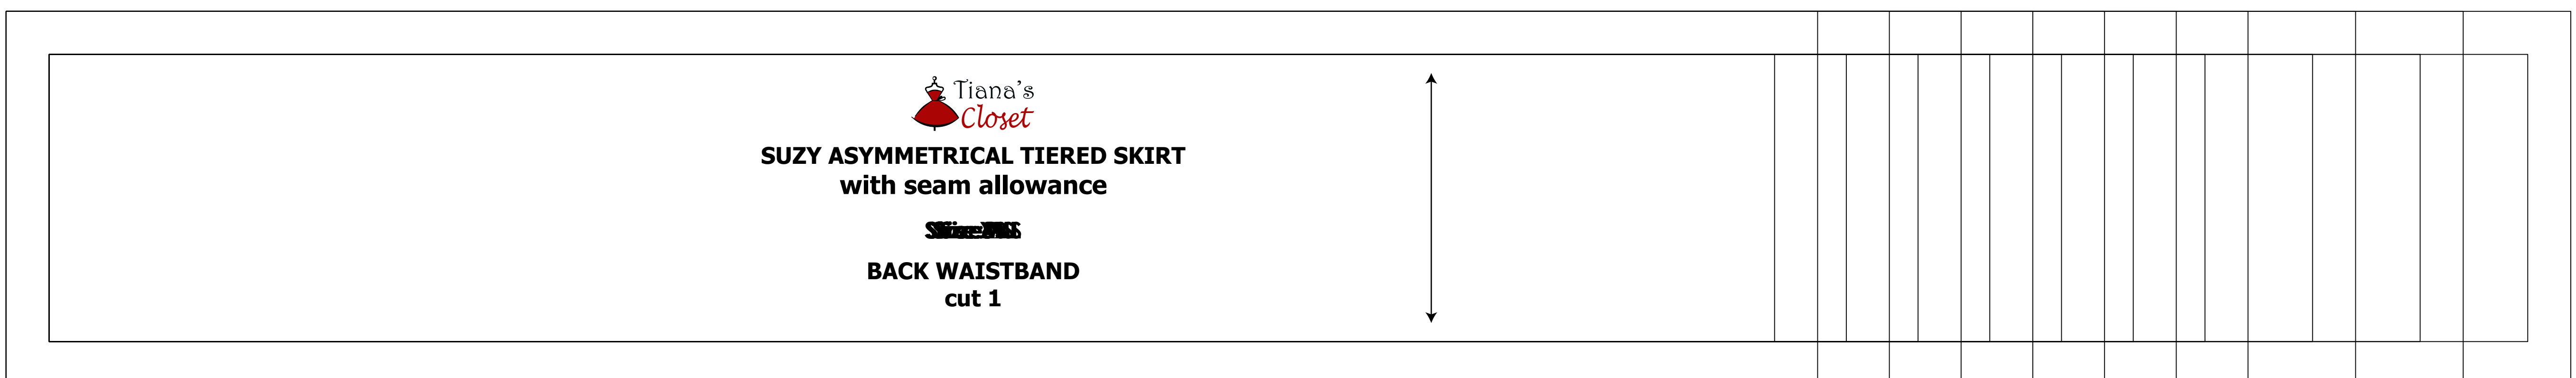 Tiana's
Closet
SUZY ASYMMETRICAL TIERED SKIRT
with seam allowance
BACK WAISTBAND
cut 1